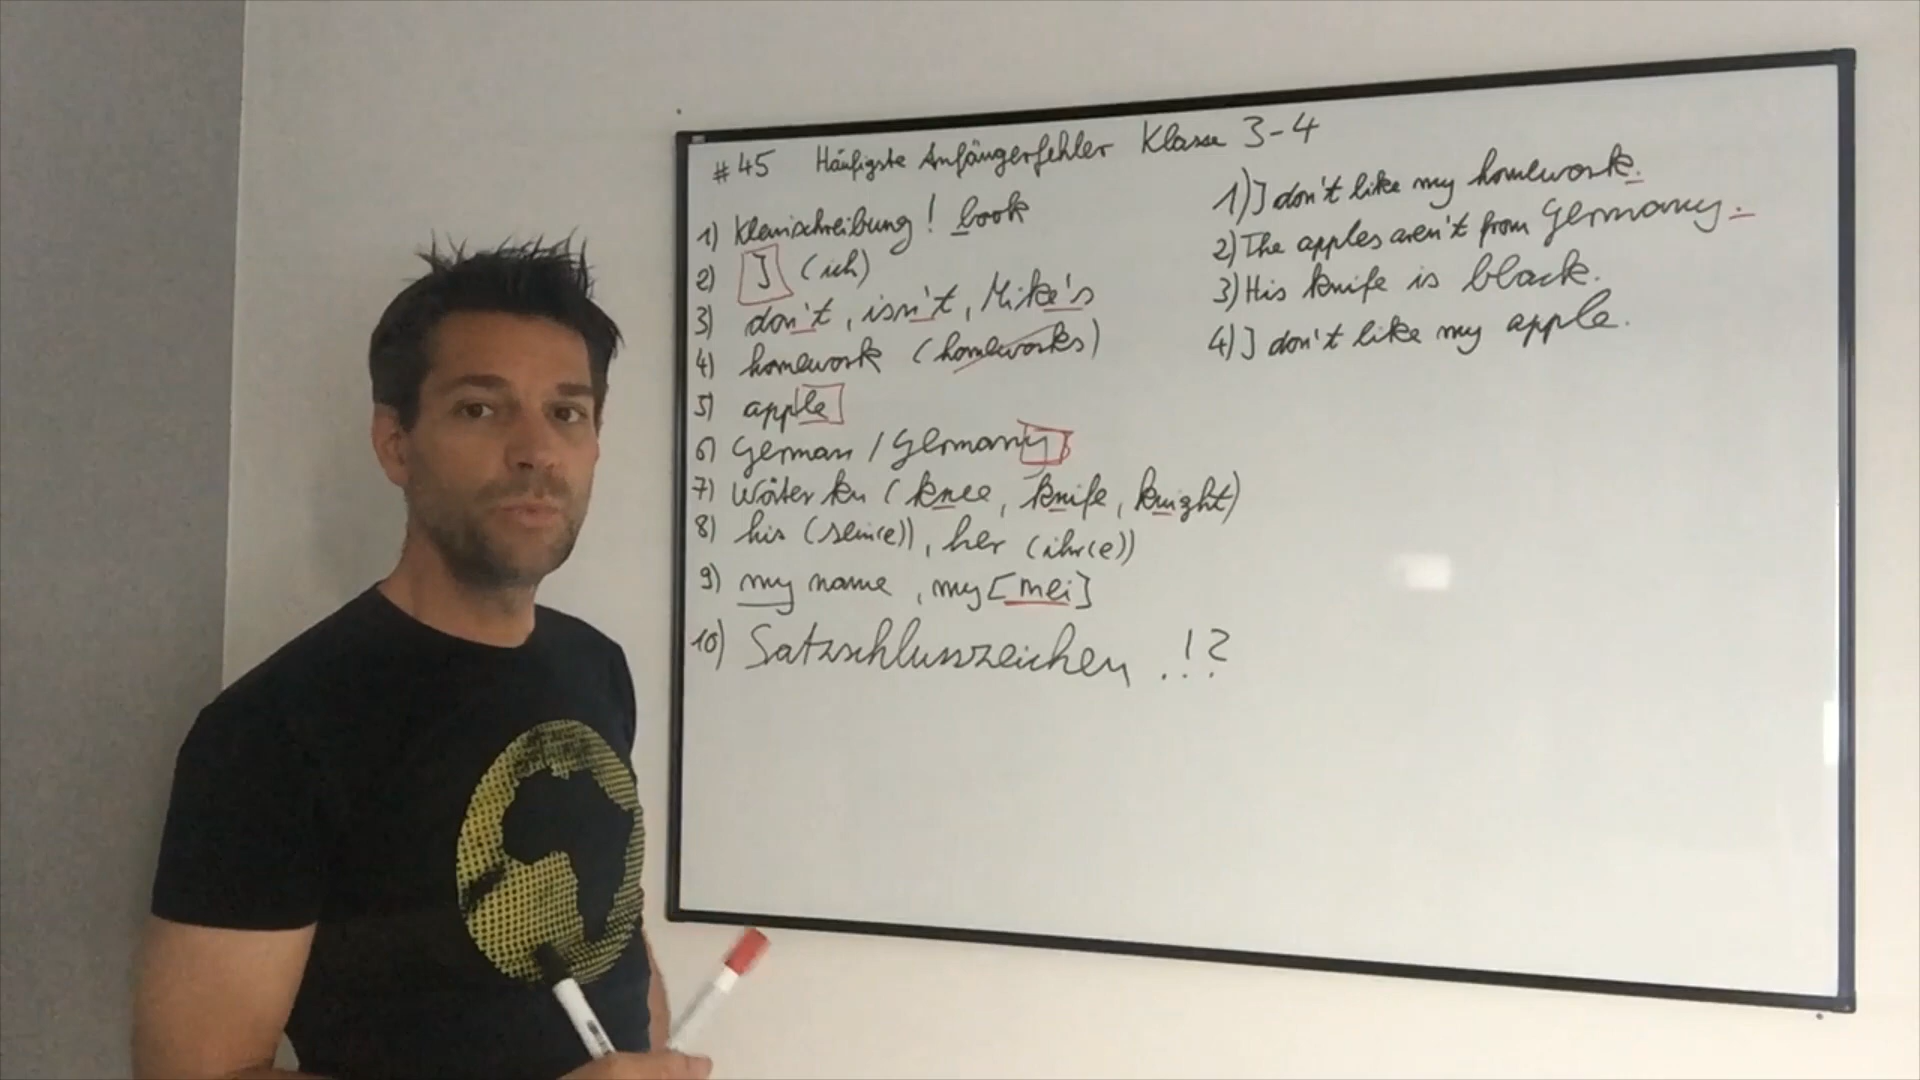 #45 Häufigste Anfängerfehler Klasse 3-4
1) Kleinschreibung! book
2) I (ich)
3) don't, isn't, Mike's
4) homework (homeworks)
5) apple
6) German / Germany
7) Wörter kn (knee, knife, knight)
8) his (sein(e)), her (ihr(e))
9) my name, my [mei]
10) Satzschlusszeichen . ! ?
1) I don't like my homework.
2) The apples aren't from Germany.
3) His knife is black.
4) I don't like my apple.